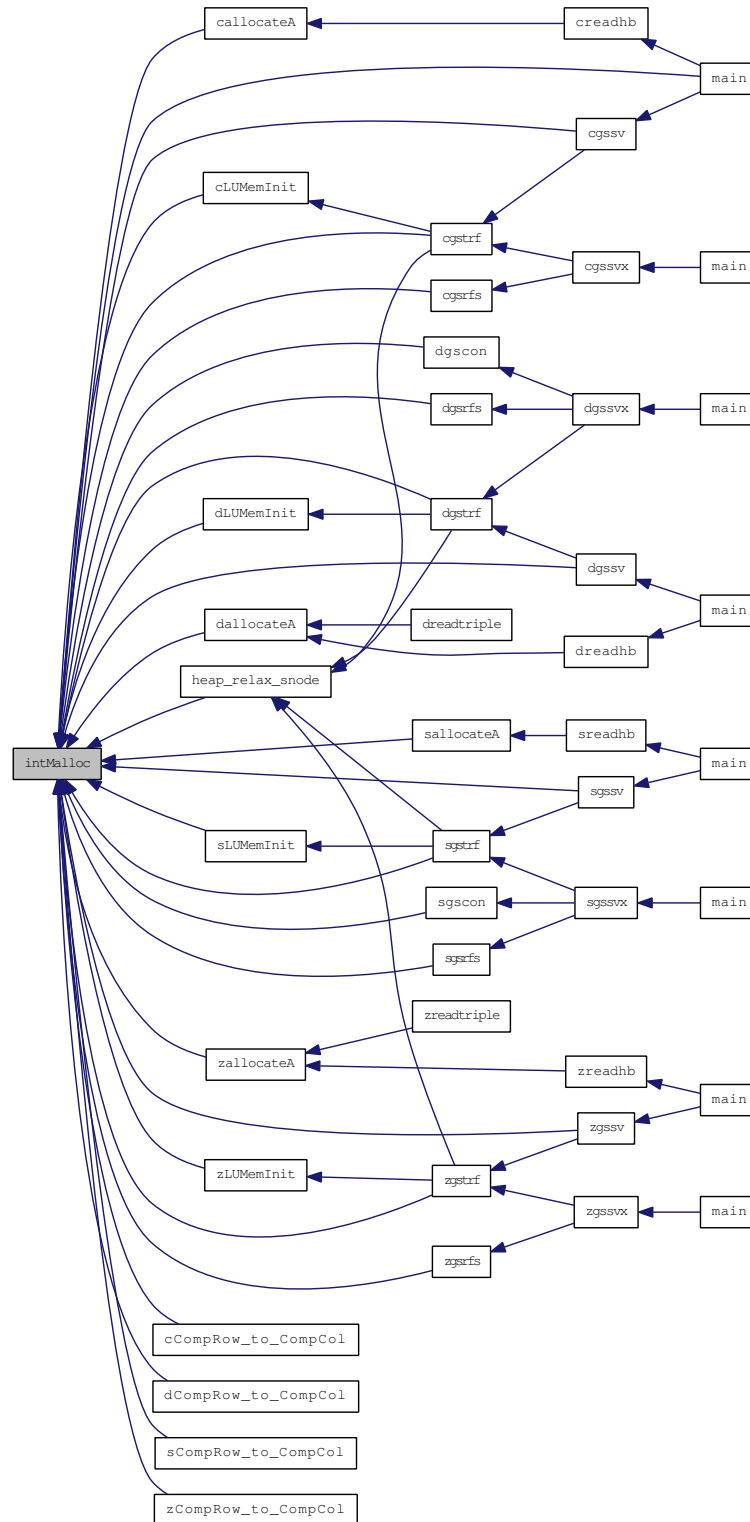 callocateA
creadhb
main
cgssv
cLUMemInit
cgstrf
cgssvx
main
cgsrfs
dgscon
dgsrfs
dgssvx
main
dLUMemInit
dgstrf
dgssv
main
dallocateA
dreadtriple
dreadhb
heap_relax_snode
sallocateA
sreadhb
main
intMalloc
sgssv
sLUMemInit
sgstrf
sgscon
sgssvx
main
sgsrfs
zreadtriple
zallocateA
zreadhb
main
zgssv
zLUMemInit
zgstrf
zgssvx
main
zgsrfs
cCompRow_to_CompCol
dCompRow_to_CompCol
sCompRow_to_CompCol
zCompRow_to_CompCol